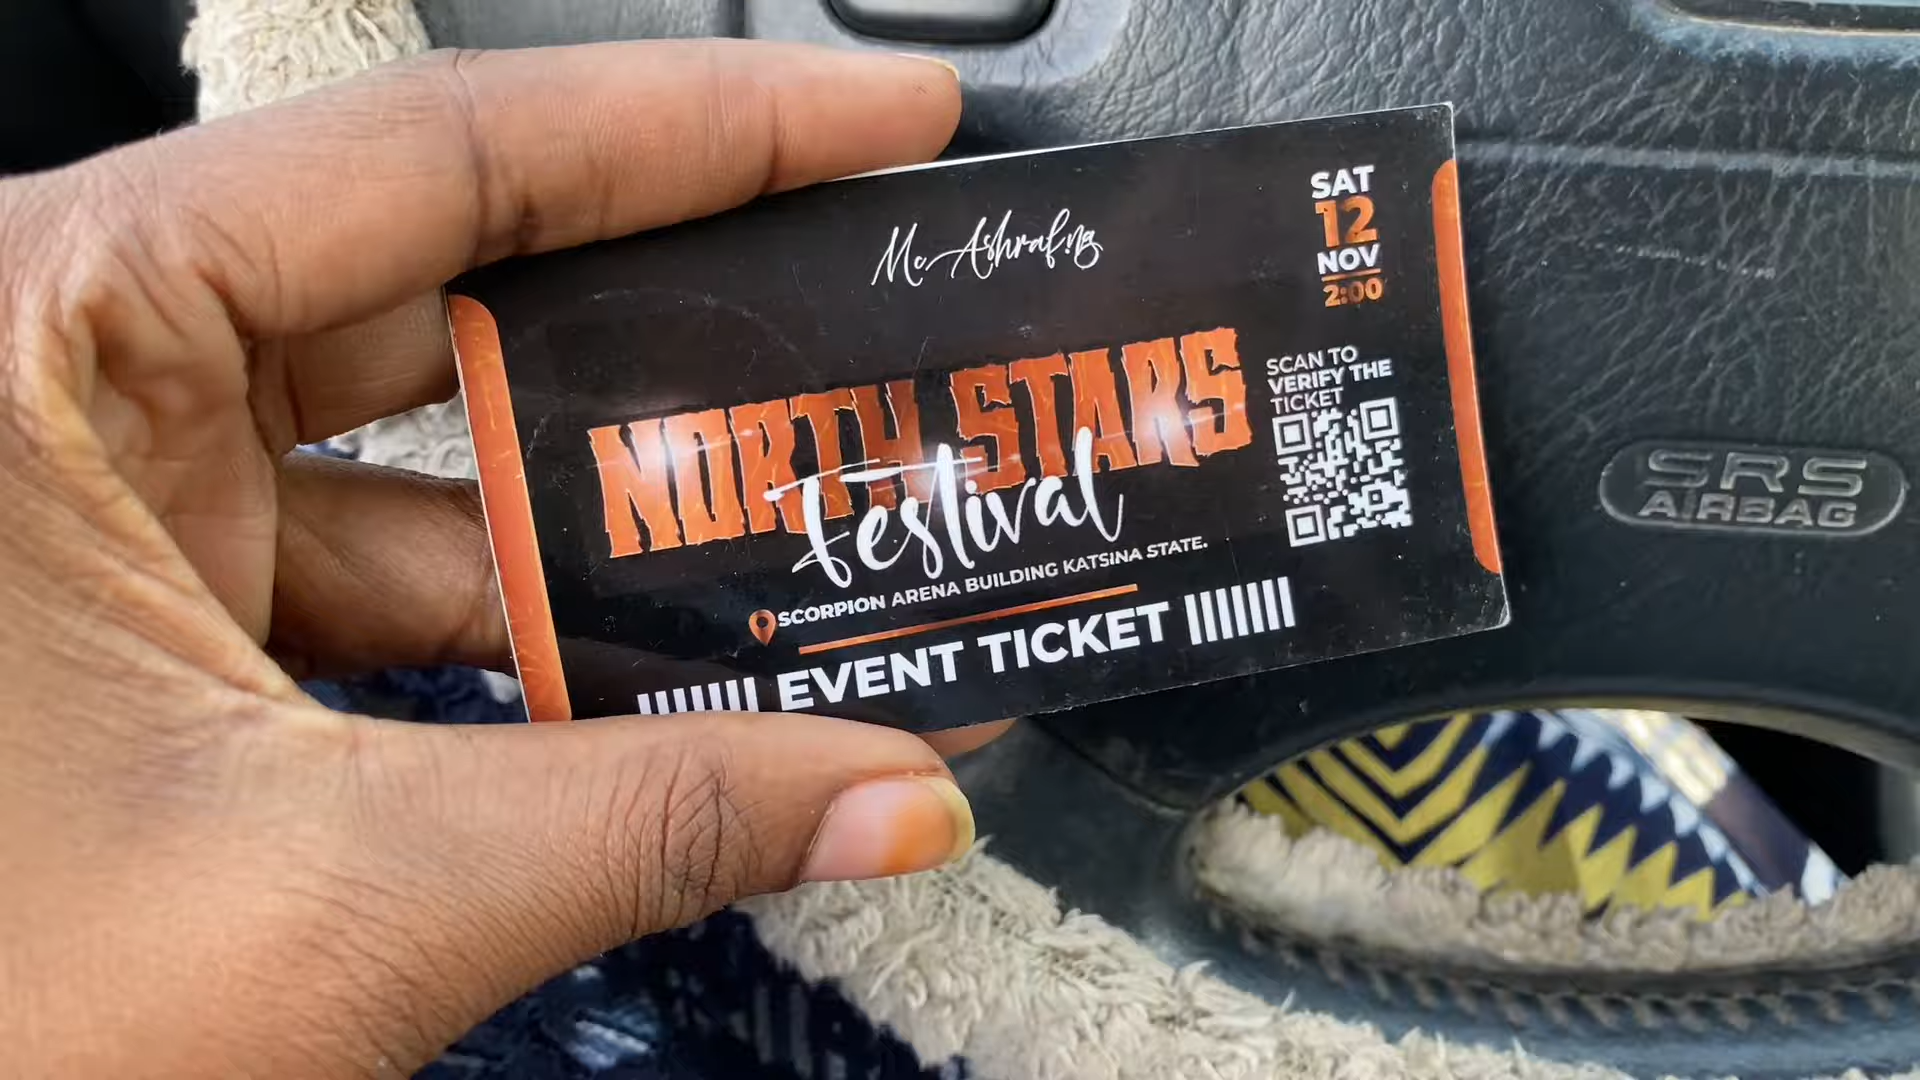 Mc Ashraf.ng
SAT
12
NOV
2:00
NORTH STARS
Festival
SCAN TO
VERIFY THE
TICKET
SCORPION ARENA BUILDING KATSINA STATE.
EVENT TICKET
SRS
AIRBAG